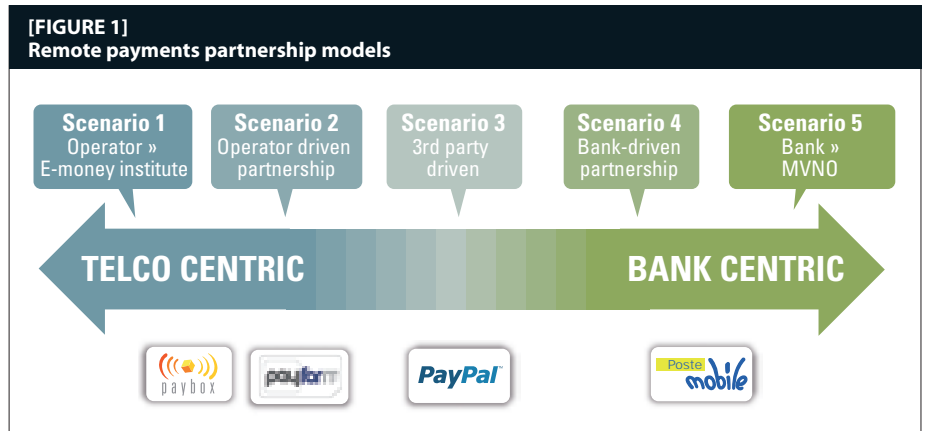 [FIGURE 1]
Remote payments partnership models
Scenario 1
Operator »
E-money institute
Scenario 2
Operator driven
partnership
Scenario 3
3rd party
driven
Scenario 4
Bank-driven
partnership
Scenario 5
Bank »
MVNO
TELCO CENTRIC
BANK CENTRIC
paybox
PayPal™
Poste
mobile